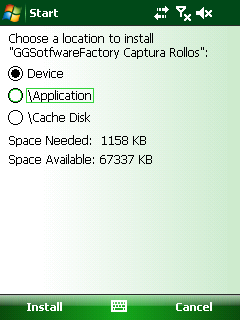 Start
Choose a location to install
"GGSotfwareFactory Captura Rollos":
Device
\Application
\Cache Disk
Space Needed: 1158 KB
Space Available: 67337 KB
Install
Cancel